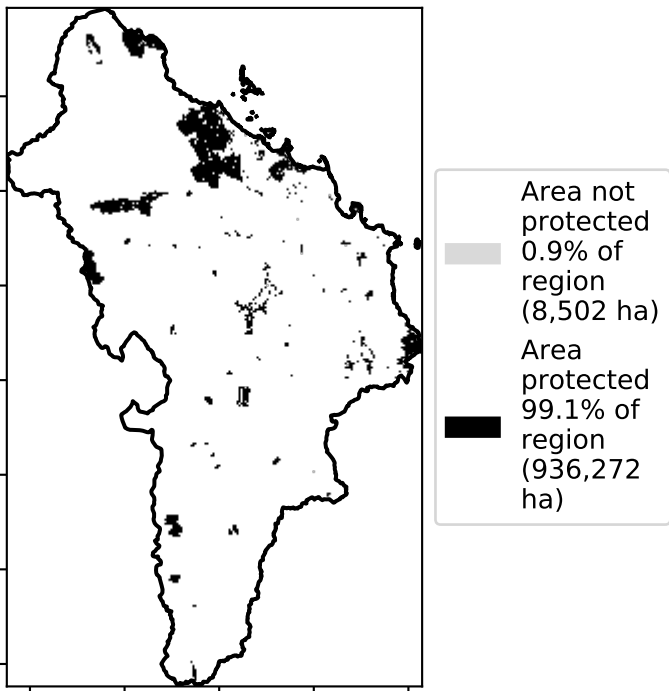 Area not
protected
0.9% of
region
(8,502 ha)
Area
protected
99.1% of
region
(936,272
ha)